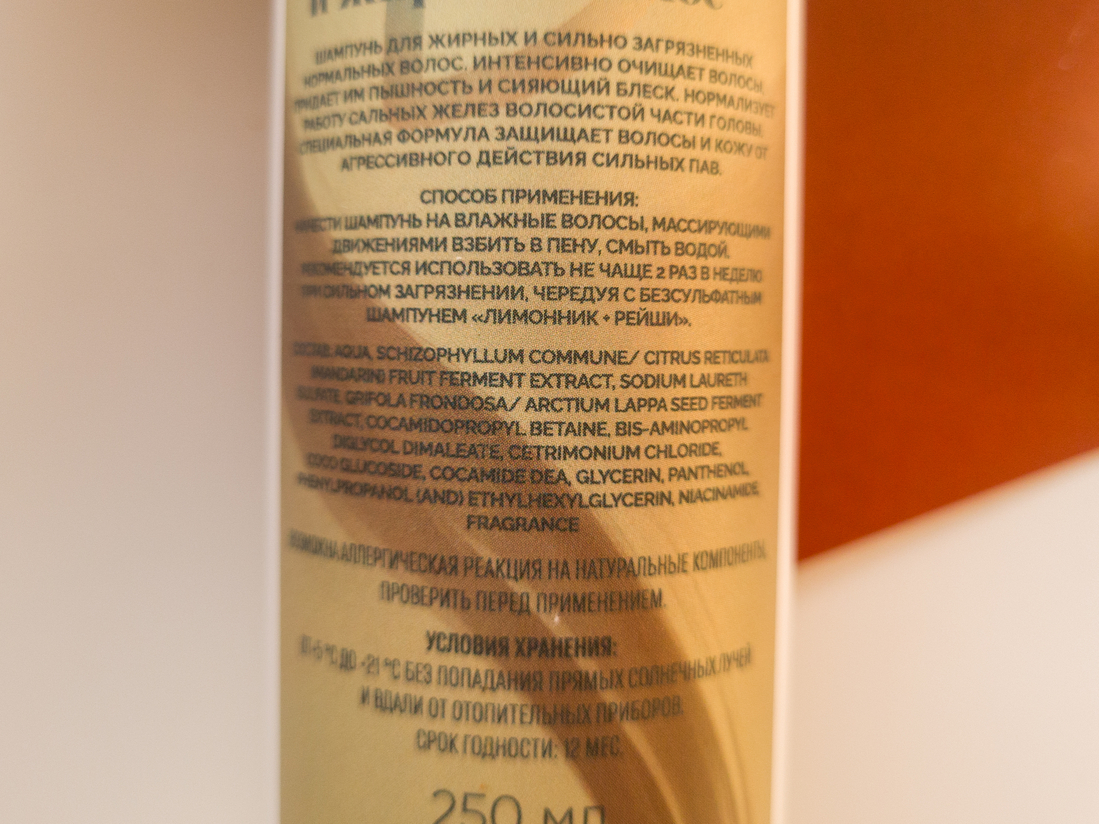 ШАМПУНЬ ДЛЯ ЖИРНЫХ И СИЛЬНО ЗАГРЯЗНЕННЫХ
НОРМАЛЬНЫХ ВОЛОС. ИНТЕНСИВНО ОЧИЩАЕТ ВОЛОСЫ,
ПРИДАЕТ ИМ ПЫШНОСТЬ И СИЯЮЩИЙ БЛЕСК. НОРМАЛИЗУЕТ
РАБОТУ САЛЬНЫХ ЖЕЛЕЗ ВОЛОСИСТОЙ ЧАСТИ ГОЛОВЫ.
СПЕЦИАЛЬНАЯ ФОРМУЛА ЗАЩИЩАЕТ ВОЛОСЫ И КОЖУ ОТ
АГРЕССИВНОГО ДЕЙСТВИЯ СИЛЬНЫХ ПАВ.
СПОСОБ ПРИМЕНЕНИЯ:
НАНЕСТИ ШАМПУНЬ НА ВЛАЖНЫЕ ВОЛОСЫ, МАССИРУЮЩИМИ
ДВИЖЕНИЯМИ ВЗБИТЬ В ПЕНУ, СМЫТЬ ВОДОЙ.
РЕКОМЕНДУЕТСЯ ИСПОЛЬЗОВАТЬ НЕ ЧАЩЕ 2 РАЗ В НЕДЕЛЮ
ПРИ СИЛЬНОМ ЗАГРЯЗНЕНИИ, ЧЕРЕДУЯ С БЕЗСУЛЬФАТНЫМ
ШАМПУНЕМ «ЛИМОННИК + РЕЙШИ».
СОСТАВ: AQUA, SCHIZOPHYLLUM COMMUNE/ CITRUS RETICULATA
(MANDARIN) FRUIT FERMENT EXTRACT, SODIUM LAURETH
SULFATE, GRIFOLA FRONDOSA/ ARCTIUM LAPPA SEED FERMENT
EXTRACT, COCAMIDOPROPYL BETAINE, BIS-AMINOPROPYL
DIGLYCOL DIMALEATE, CETRIMONIUM CHLORIDE,
COCO GLUCOSIDE, COCAMIDE DEA, GLYCERIN, PANTHENOL,
PHENYLPROPANOL (AND) ETHYLHEXYLGLYCERIN, NIACINAMIDE,
FRAGRANCE
ВОЗМОЖНА АЛЛЕРГИЧЕСКАЯ РЕАКЦИЯ НА НАТУРАЛЬНЫЕ КОМПОНЕНТЫ.
ПРОВЕРИТЬ ПЕРЕД ПРИМЕНЕНИЕМ.
УСЛОВИЯ ХРАНЕНИЯ:
ДО +21 °C БЕЗ ПОПАДАНИЯ ПРЯМЫХ СОЛНЕЧНЫХ ЛУЧЕЙ
И ВДАЛИ ОТ ОТОПИТЕЛЬНЫХ ПРИБОРОВ.
СРОК ГОДНОСТИ: 12 МЕС.
250 мл